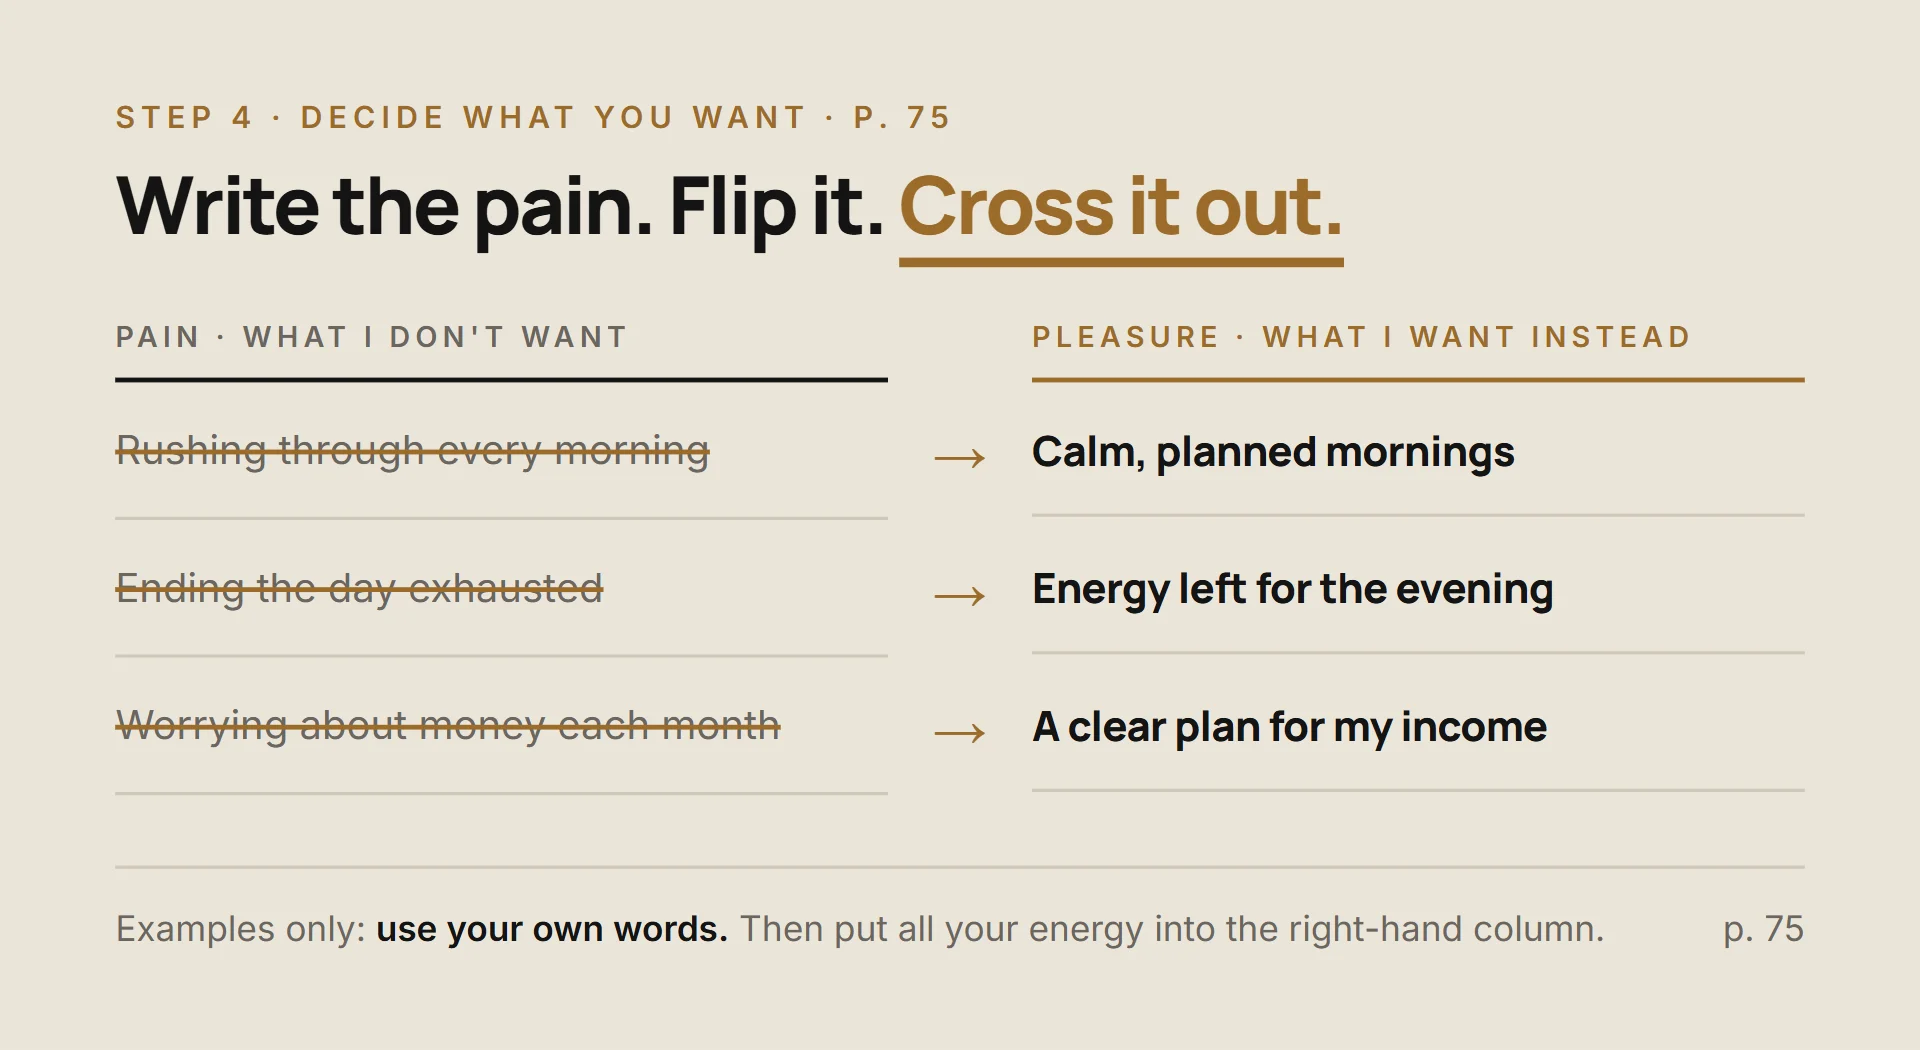 STEP 4 · DECIDE WHAT YOU WANT · P. 75
Write the pain. Flip it. Cross it out.
PAIN · WHAT I DON'T WANT
PLEASURE · WHAT I WANT INSTEAD
Rushing through every morning → Calm, planned mornings
Ending the day exhausted → Energy left for the evening
Worrying about money each month → A clear plan for my income
Examples only: use your own words. Then put all your energy into the right-hand column. p. 75